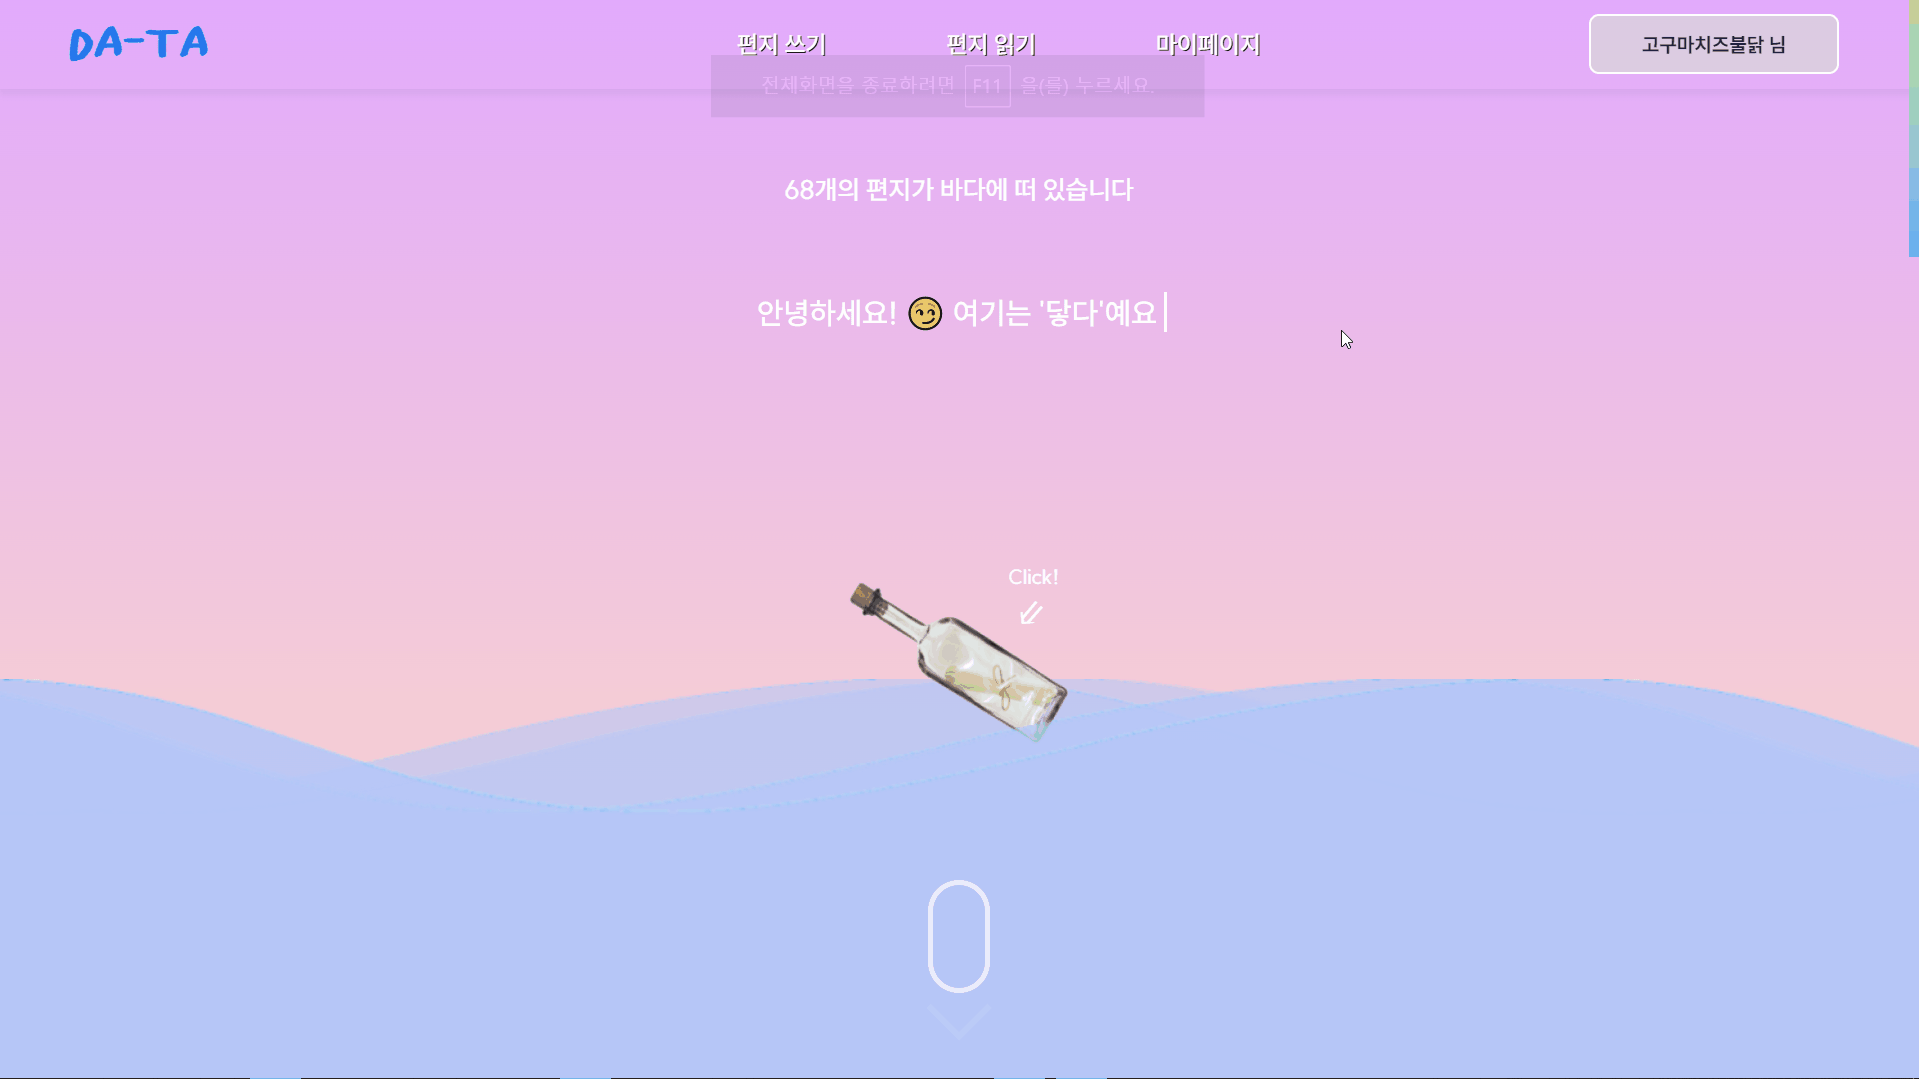 DA-TA
편지 쓰기
편지 읽기
마이페이지
고구마치즈불닭 님
전체화면을 종료하려면 F11 을(를) 누르세요.
68개의 편지가 바다에 떠 있습니다
안녕하세요! 😏 여기는 '닿다'예요
Click!